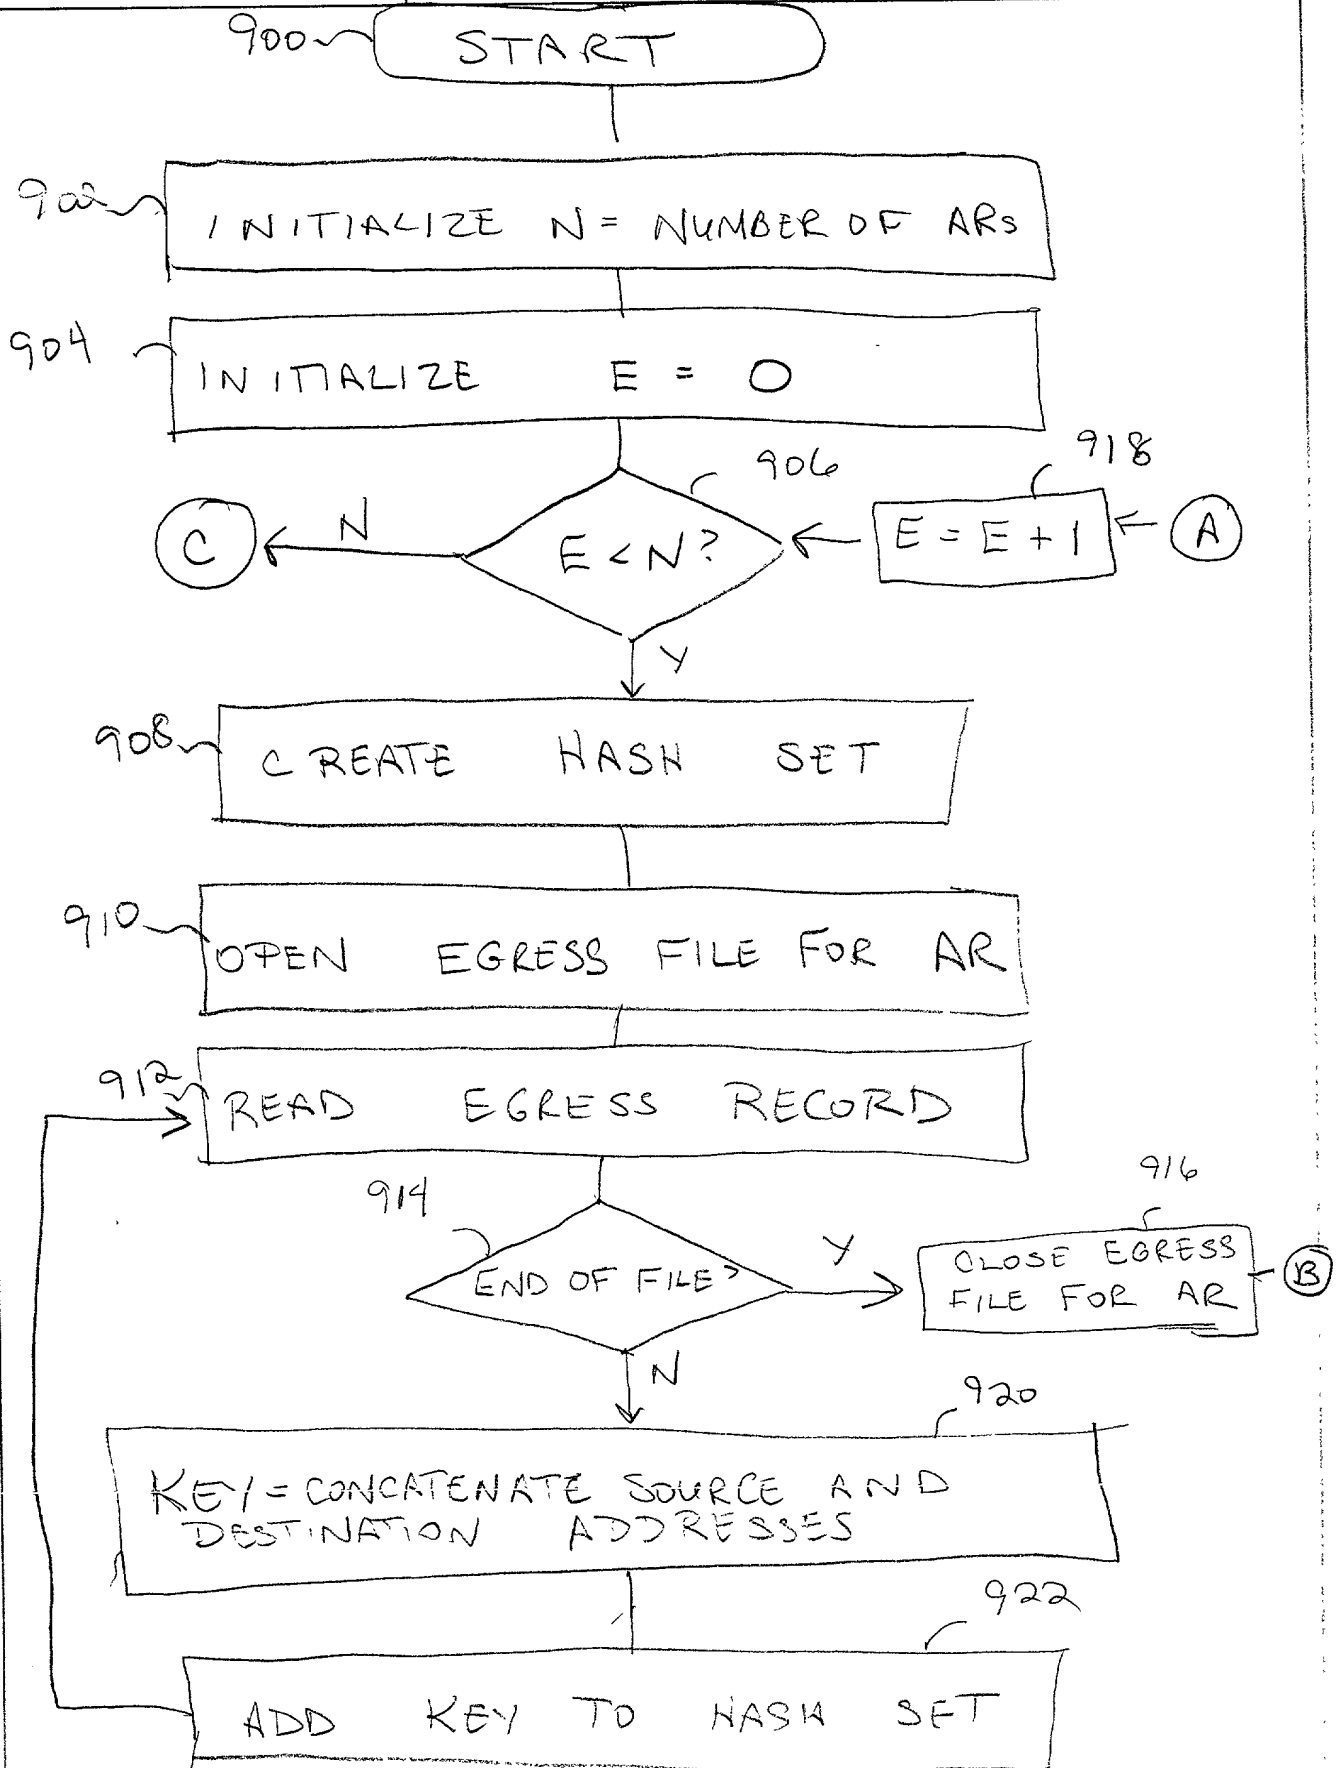 900 START
902
INITIALIZE N = NUMBER OF ARs
904
INITIALIZE E = 0
906
918
C
N
E < N?
E = E + 1
A
Y
908
CREATE HASH SET
910
OPEN EGRESS FILE FOR AR
912
READ EGRESS RECORD
914
END OF FILE?
Y
916
CLOSE EGRESS
FILE FOR AR
B
N
920
KEY = CONCATENATE SOURCE AND
DESTINATION ADDRESSES
922
ADD KEY TO HASH SET